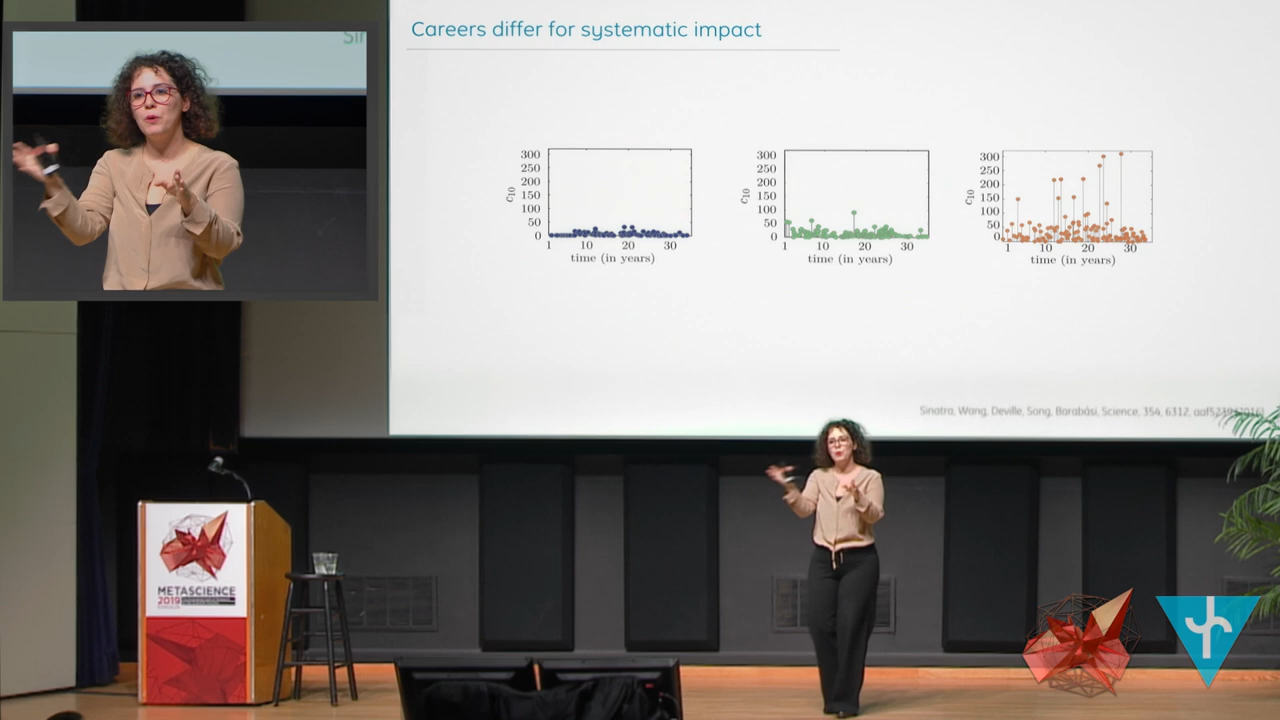 Sin
Careers differ for systematic impact
300
250
200
150
100
50
0
c10
1 10 20 30
time (in years)
300
250
200
150
100
50
0
c10
1 10 20 30
time (in years)
300
250
200
150
100
50
0
c10
1 10 20 30
time (in years)
Sinatra, Wang, Deville, Song, Barabási, Science, 354, 6312,
METASCIENCE
2019
SYMPOSIUM